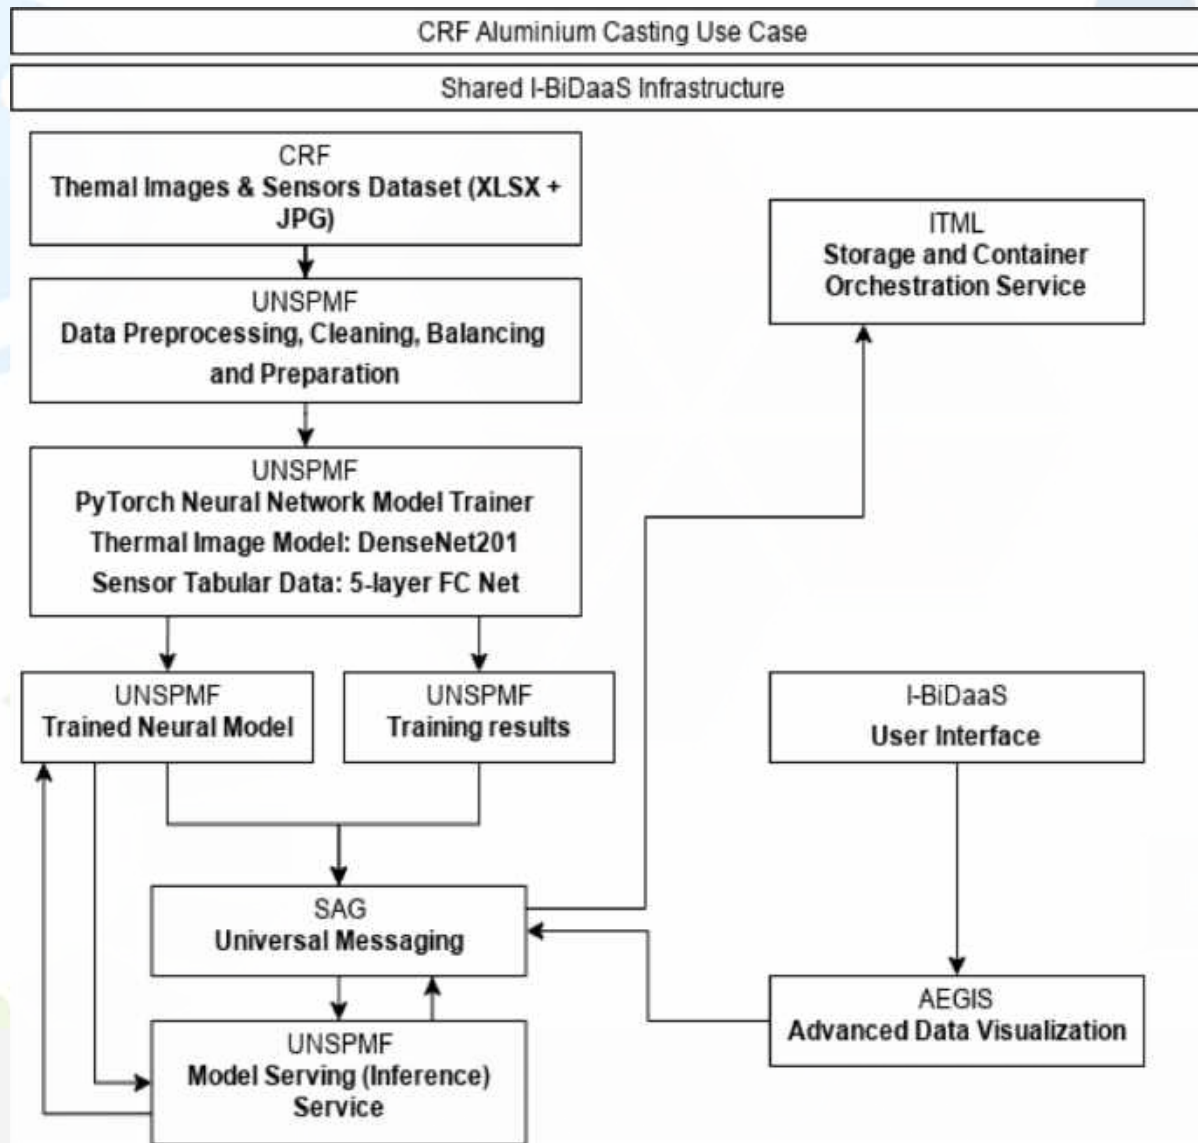 CRF Aluminium Casting Use Case
Shared I-BiDaaS Infrastructure
CRF
Themal Images & Sensors Dataset (XLSX +
JPG)
UNSPMF
Data Preprocessing, Cleaning, Balancing
and Preparation
UNSPMF
PyTorch Neural Network Model Trainer
Thermal Image Model: DenseNet201
Sensor Tabular Data: 5-layer FC Net
UNSPMF
Trained Neural Model
UNSPMF
Training results
SAG
Universal Messaging
UNSPMF
Model Serving (Inference)
Service
ITML
Storage and Container
Orchestration Service
I-BiDaaS
User Interface
AEGIS
Advanced Data Visualization